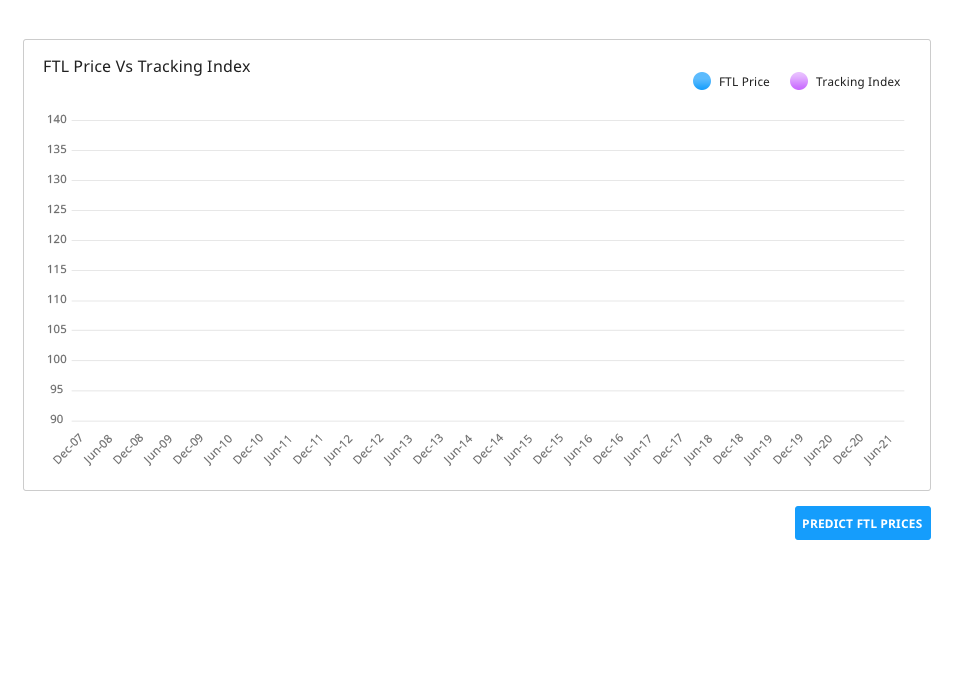 FTL Price Vs Tracking Index
FTL Price
Tracking Index
140
135
130
125
120
115
110
105
100
95
90
Dec-07
Jun-08
Dec-08
Jun-09
Dec-09
Jun-10
Dec-10
Jun-11
Dec-11
Jun-12
Dec-12
Jun-13
Dec-13
Jun-14
Dec-14
Jun-15
Dec-15
Jun-16
Dec-16
Jun-17
Dec-17
Jun-18
Dec-18
Jun-19
Dec-19
Jun-20
Dec-20
Jun-21
PREDICT FTL PRICES